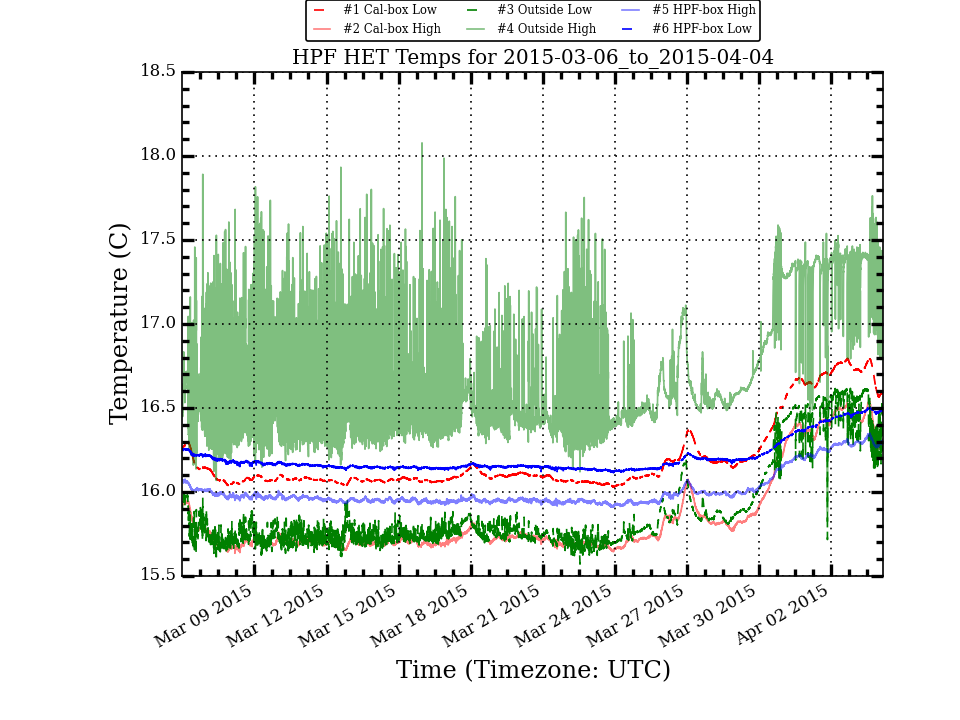 #1 Cal-box Low #3 Outside Low #5 HPF-box High
#2 Cal-box High #4 Outside High #6 HPF-box Low
HPF HET Temps for 2015-03-06_to_2015-04-04
18.5
18.0
17.5
17.0
16.5
16.0
15.5
Temperature (C)
Mar 09 2015 Mar 12 2015 Mar 15 2015 Mar 18 2015 Mar 21 2015 Mar 24 2015 Mar 27 2015 Mar 30 2015 Apr 02 2015
Time (Timezone: UTC)